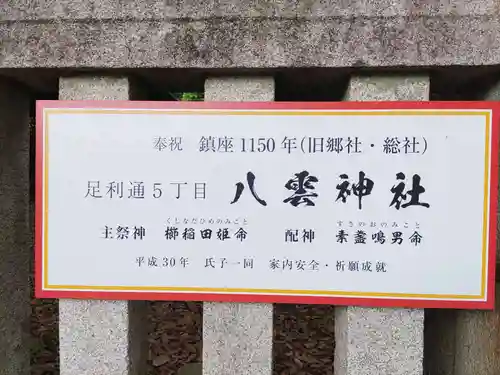 奉祝 鎮座1150年(旧郷社・総社)
足利通5丁目 八雲神社
くしなだひめのみこと すさのおのみこと
主祭神 櫛稲田姫命 配神 素盞鳴男命
平成30年 氏子一同 家内安全・祈願成就